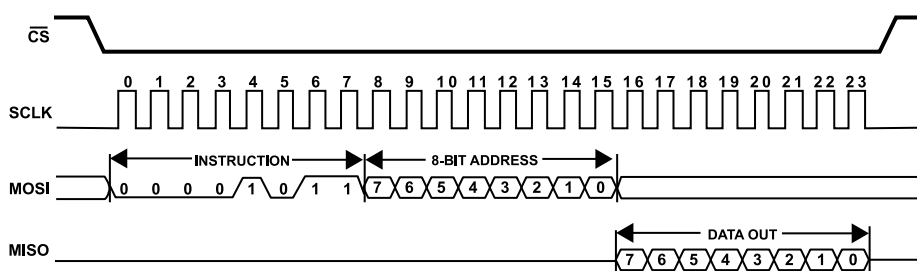 CS
0 1 2 3 4 5 6 7 8 9 10 11 12 13 14 15 16 17 18 19 20 21 22 23
SCLK
INSTRUCTION 8-BIT ADDRESS
MOSI 0 0 0 0 1 0 1 1 7 6 5 4 3 2 1 0
DATA OUT
MISO 7 6 5 4 3 2 1 0